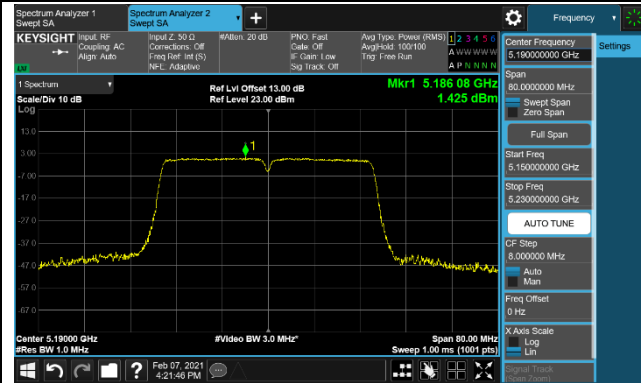 Spectrum Analyzer 1
Swept SA
Spectrum Analyzer 2
Swept SA
+
Frequency
KEYSIGHT
Input: RF
Coupling: AC
Align: Auto
Input Z: 50 Ω
Corrections: Off
Freq Ref: Int (S)
NFE: Adaptive
#Atten: 20 dB
PNO: Fast
Gate: Off
IF Gain: Low
Sig Track: Off
Avg Type: Power (RMS)
Avg|Hold: 100/100
Trig: Free Run
1 2 3 4 5 6
A W W W W W
A P N N N N
LXI
1 Spectrum
Scale/Div 10 dB
Log
Ref Lvl Offset 13.00 dB
Ref Level 23.00 dBm
Mkr1 5.186 08 GHz
1.425 dBm
13.0
3.00
-7.00
-17.0
-27.0
-37.0
-47.0
-57.0
-67.0
1
Center 5.19000 GHz
#Res BW 1.0 MHz
#Video BW 3.0 MHz*
Span 80.00 MHz
Sweep 1.00 ms (1001 pts)
Feb 07, 2021
4:21:46 PM
Center Frequency
5.190000000 GHz
Settings
Span
80.0000000 MHz
Swept Span
Zero Span
Full Span
Start Freq
5.150000000 GHz
Stop Freq
5.230000000 GHz
AUTO TUNE
CF Step
8.000000 MHz
Auto
Man
Freq Offset
0 Hz
X Axis Scale
Log
Lin
Signal Track
(Span Zoom)